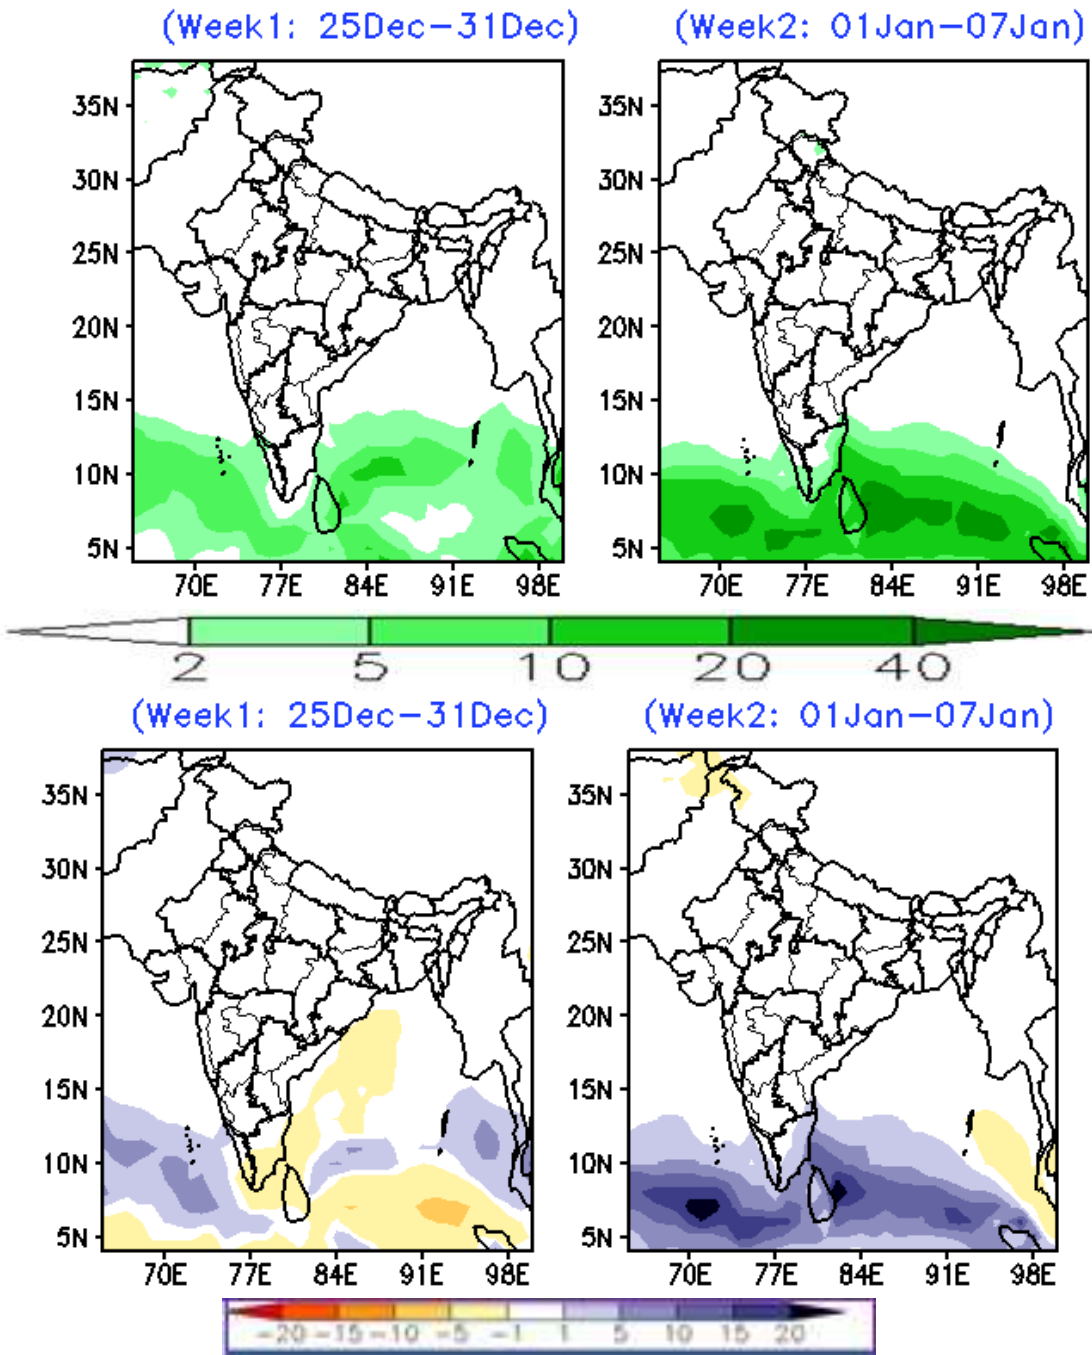 (Week1: 25Dec−31Dec) (Week2: 01Jan−07Jan)
35N 35N
30N 30N
25N 25N
20N 20N
15N 15N
10N 10N
5N 5N
70E 77E 84E 91E 98E 70E 77E 84E 91E 98E
2 5 10 20 40
(Week1: 25Dec−31Dec) (Week2: 01Jan−07Jan)
35N 35N
30N 30N
25N 25N
20N 20N
15N 15N
10N 10N
5N 5N
70E 77E 84E 91E 98E 70E 77E 84E 91E 98E
−20 −15 −10 −5 −1 1 5 10 15 20